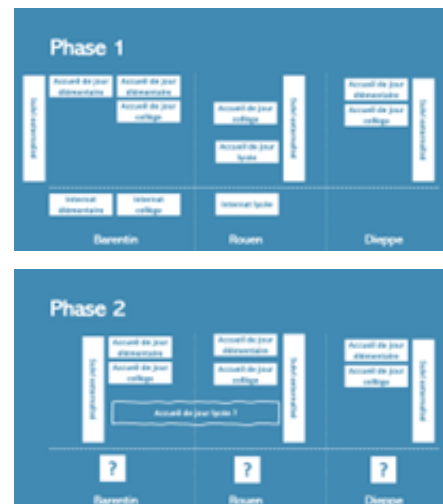 Phase 1
Accueil de jour
élémentaire
Accueil de jour
élémentaire
Accueil de jour
collège
Internat
élémentaire
Internat
collège
Barentin
Accueil de jour
collège
Accueil de jour
lycée
Internat lycée
Rouen
Accueil de jour
élémentaire
Accueil de jour
collège
Dieppe
Phase 2
Accueil de jour
élémentaire
Accueil de jour
collège
Accueil de jour
élémentaire
Accueil de jour
collège
Accueil de jour
élémentaire
Accueil de jour
collège
Accueil de jour lycée ?
?
?
?
Barentin
Rouen
Dieppe